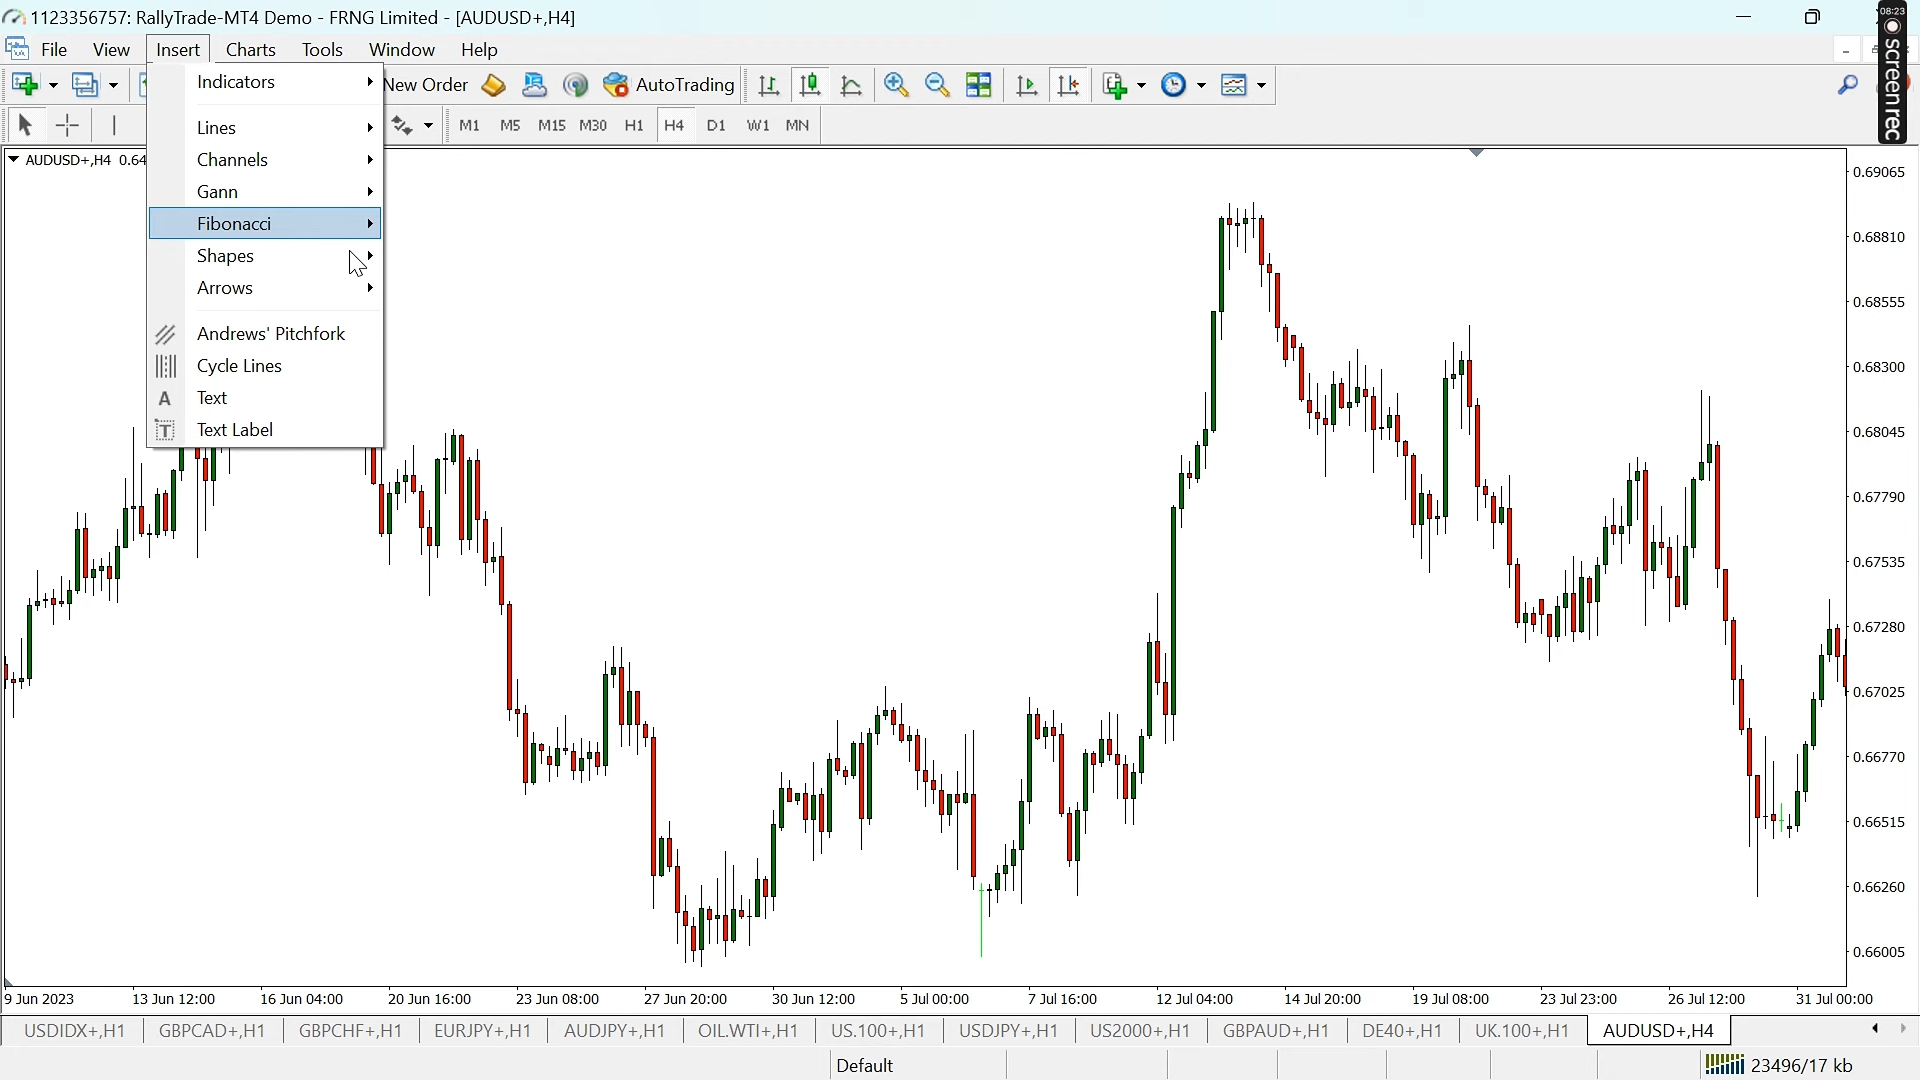 1123356757: RallyTrade-MT4 Demo - FRNG Limited - [AUDUSD+,H4]
File View Insert Charts Tools Window Help
New Order AutoTrading
M1 M5 M15 M30 H1 H4 D1 W1 MN
AUDUSD+,H4 0.64
Indicators
Lines
Channels
Gann
Fibonacci
Shapes
Arrows
Andrews' Pitchfork
Cycle Lines
A Text
T Text Label
08:23
screenrec
0.69065
0.68810
0.68555
0.68300
0.68045
0.67790
0.67535
0.67280
0.67025
0.66770
0.66515
0.66260
0.66005
9 Jun 2023 13 Jun 12:00 16 Jun 04:00 20 Jun 16:00 23 Jun 08:00 27 Jun 20:00 30 Jun 12:00 5 Jul 00:00 7 Jul 16:00 12 Jul 04:00 14 Jul 20:00 19 Jul 08:00 23 Jul 23:00 26 Jul 12:00 31 Jul 00:00
USDIDX+,H1 GBPCAD+,H1 GBPCHF+,H1 EURJPY+,H1 AUDJPY+,H1 OIL.WTI+,H1 US.100+,H1 USDJPY+,H1 US2000+,H1 GBPAUD+,H1 DE40+,H1 UK.100+,H1 AUDUSD+,H4
Default 23496/17 kb